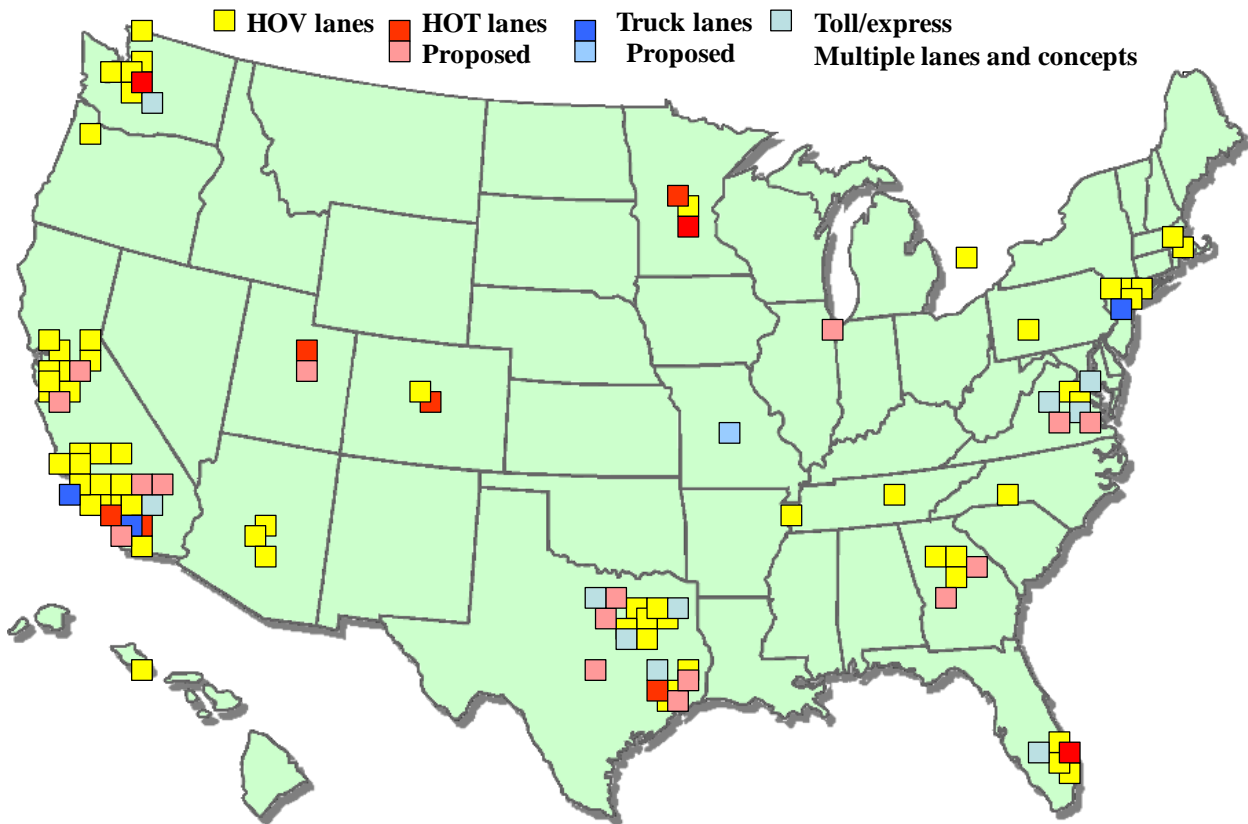 HOV lanes HOT lanes Truck lanes Toll/express
Proposed Proposed Multiple lanes and concepts